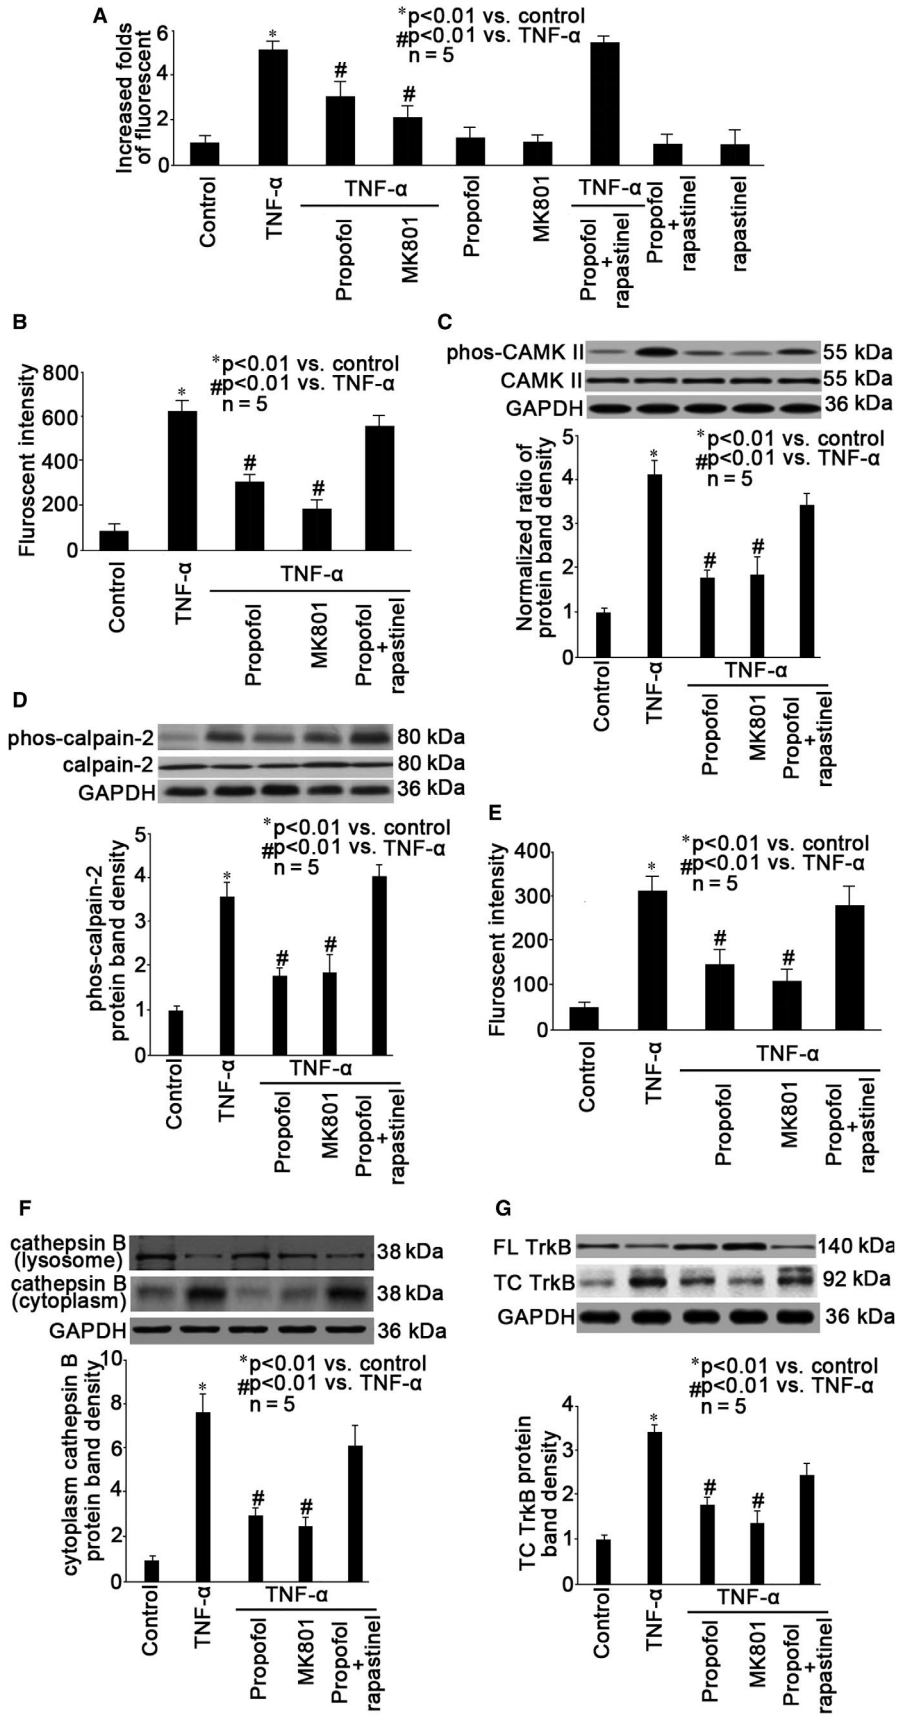 A
Increased folds
of fluorescent
6
4
2
0
*p<0.01 vs. control
#p<0.01 vs. TNF-α
n = 5
*
#
#
Control
TNF-α
TNF-α
Propofol
MK801
Propofol
MK801
TNF-α
Propofol
+
rapastinel
Propofol
+
rapastinel
rapastinel
B
Fluroscent intensity
800
600
400
200
0
*p<0.01 vs. control
#p<0.01 vs. TNF-α
n = 5
*
#
#
Control
TNF-α
TNF-α
Propofol
MK801
Propofol
+
rapastinel
C
phos-CAMK II
55 kDa
CAMK II
55 kDa
GAPDH
36 kDa
Normalized ratio of
protein band density
5
4
3
2
1
0
*p<0.01 vs. control
#p<0.01 vs. TNF-α
n = 5
*
#
#
Control
TNF-α
TNF-α
Propofol
MK801
Propofol
+
rapastinel
D
phos-calpain-2
80 kDa
calpain-2
80 kDa
GAPDH
36 kDa
phos-calpain-2
protein band density
5
4
3
2
1
0
*p<0.01 vs. control
#p<0.01 vs. TNF-α
n = 5
*
#
#
Control
TNF-α
TNF-α
Propofol
MK801
Propofol
+
rapastinel
E
Fluroscent intensity
400
300
200
100
0
*p<0.01 vs. control
#p<0.01 vs. TNF-α
n = 5
*
#
#
Control
TNF-α
TNF-α
Propofol
MK801
Propofol
+
rapastinel
F
cathepsin B
(lysosome)
38 kDa
cathepsin B
(cytoplasm)
38 kDa
GAPDH
36 kDa
cytoplasm cathepsin B
protein band density
10
8
6
4
2
0
*p<0.01 vs. control
#p<0.01 vs. TNF-α
n = 5
*
#
#
Control
TNF-α
TNF-α
Propofol
MK801
Propofol
+
rapastinel
G
FL TrkB
140 kDa
TC TrkB
92 kDa
GAPDH
36 kDa
TC TrkB protein
band density
4
3
2
1
0
*p<0.01 vs. control
#p<0.01 vs. TNF-α
n = 5
*
#
#
Control
TNF-α
TNF-α
Propofol
MK801
Propofol
+
rapastinel